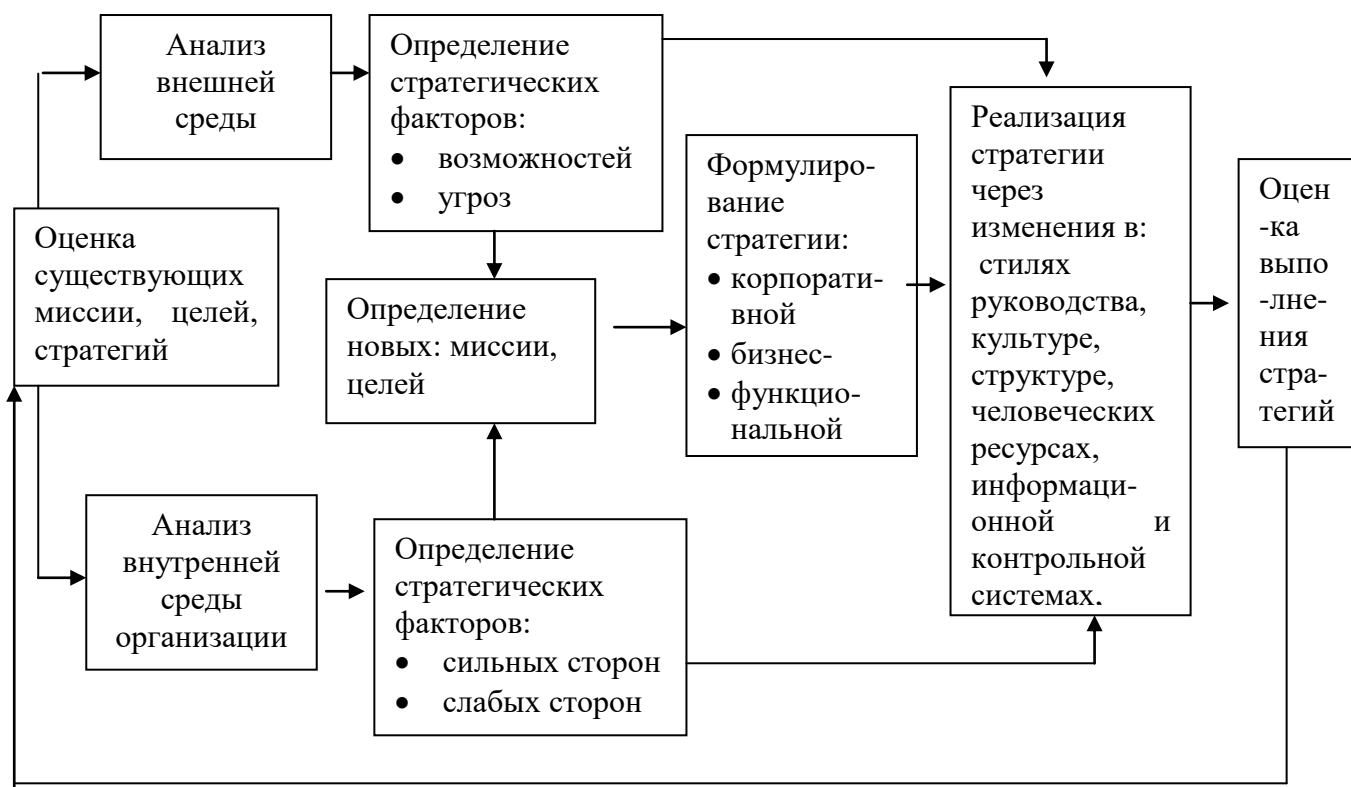 Анализ
внешней
среды
Определение
стратегических
факторов:
• возможностей
• угроз
Оценка
существующих
миссии, целей,
стратегий
Определение
новых: миссии,
целей
Формулиро-
вание
стратегии:
• корпорати-
вной
• бизнес-
• функцио-
нальной
Реализация
стратегии
через
изменения в:
стилях
руководства,
культуре,
структуре,
человеческих
ресурсах,
информаци-
онной и
контрольной
системах.
Оцен
-ка
выпо
-лне-
ния
стра-
тегий
Анализ
внутренней
среды
организации
Определение
стратегических
факторов:
• сильных сторон
• слабых сторон